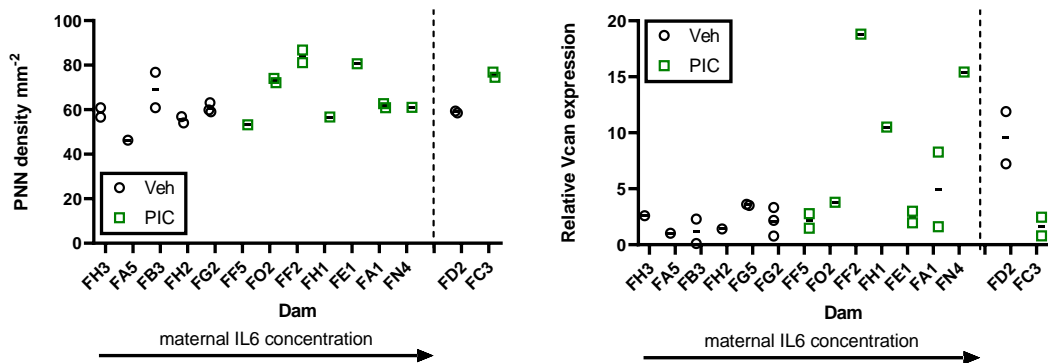 PNN density mm-2
100
80
60
40
20
0
Veh
PIC
FH3
FA5
FB3
FH2
FG2
FF5
FO2
FF2
FH1
FE1
FA1
FN4
FD2
FC3
Dam
maternal IL6 concentration
Relative Vcan expression
20
15
10
5
0
Veh
PIC
FH3
FA5
FB3
FH2
FG5
FG2
FF5
FO2
FF2
FH1
FE1
FA1
FN4
FD2
FC3
Dam
maternal IL6 concentration